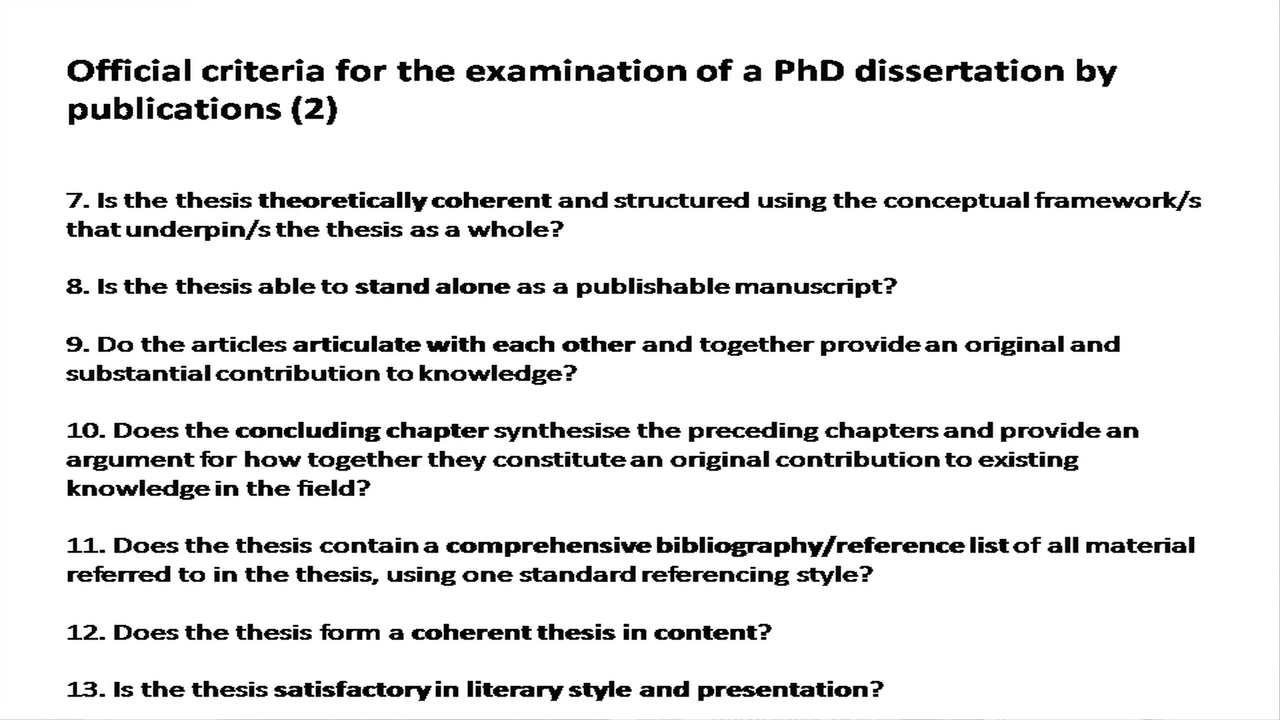 Official criteria for the examination of a PhD dissertation by
publications (2)
7. Is the thesis theoretically coherent and structured using the conceptual framework/s
that underpin/s the thesis as a whole?
8. Is the thesis able to stand alone as a publishable manuscript?
9. Do the articles articulate with each other and together provide an original and
substantial contribution to knowledge?
10. Does the concluding chapter synthesise the preceding chapters and provide an
argument for how together they constitute an original contribution to existing
knowledge in the field?
11. Does the thesis contain a comprehensive bibliography/reference list of all material
referred to in the thesis, using one standard referencing style?
12. Does the thesis form a coherent thesis in content?
13. Is the thesis satisfactory in literary style and presentation?